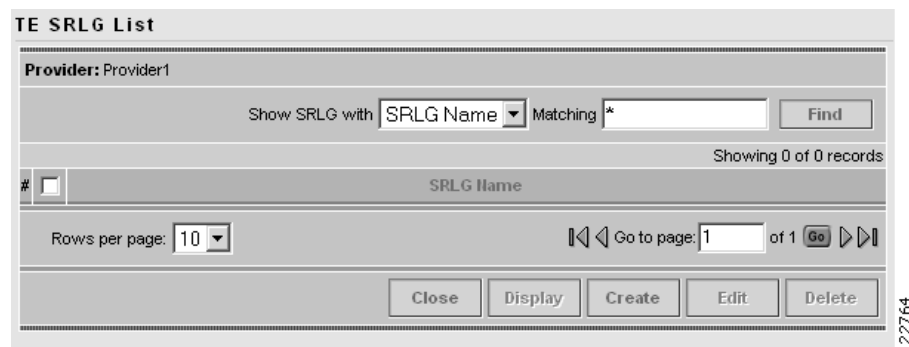 TE SRLG List
Provider: Provider1
Show SRLG with SRLG Name Matching * Find
Showing 0 of 0 records
# SRLG Name
Rows per page: 10 Go to page: 1 of 1 Go
Close Display Create Edit Delete
22764